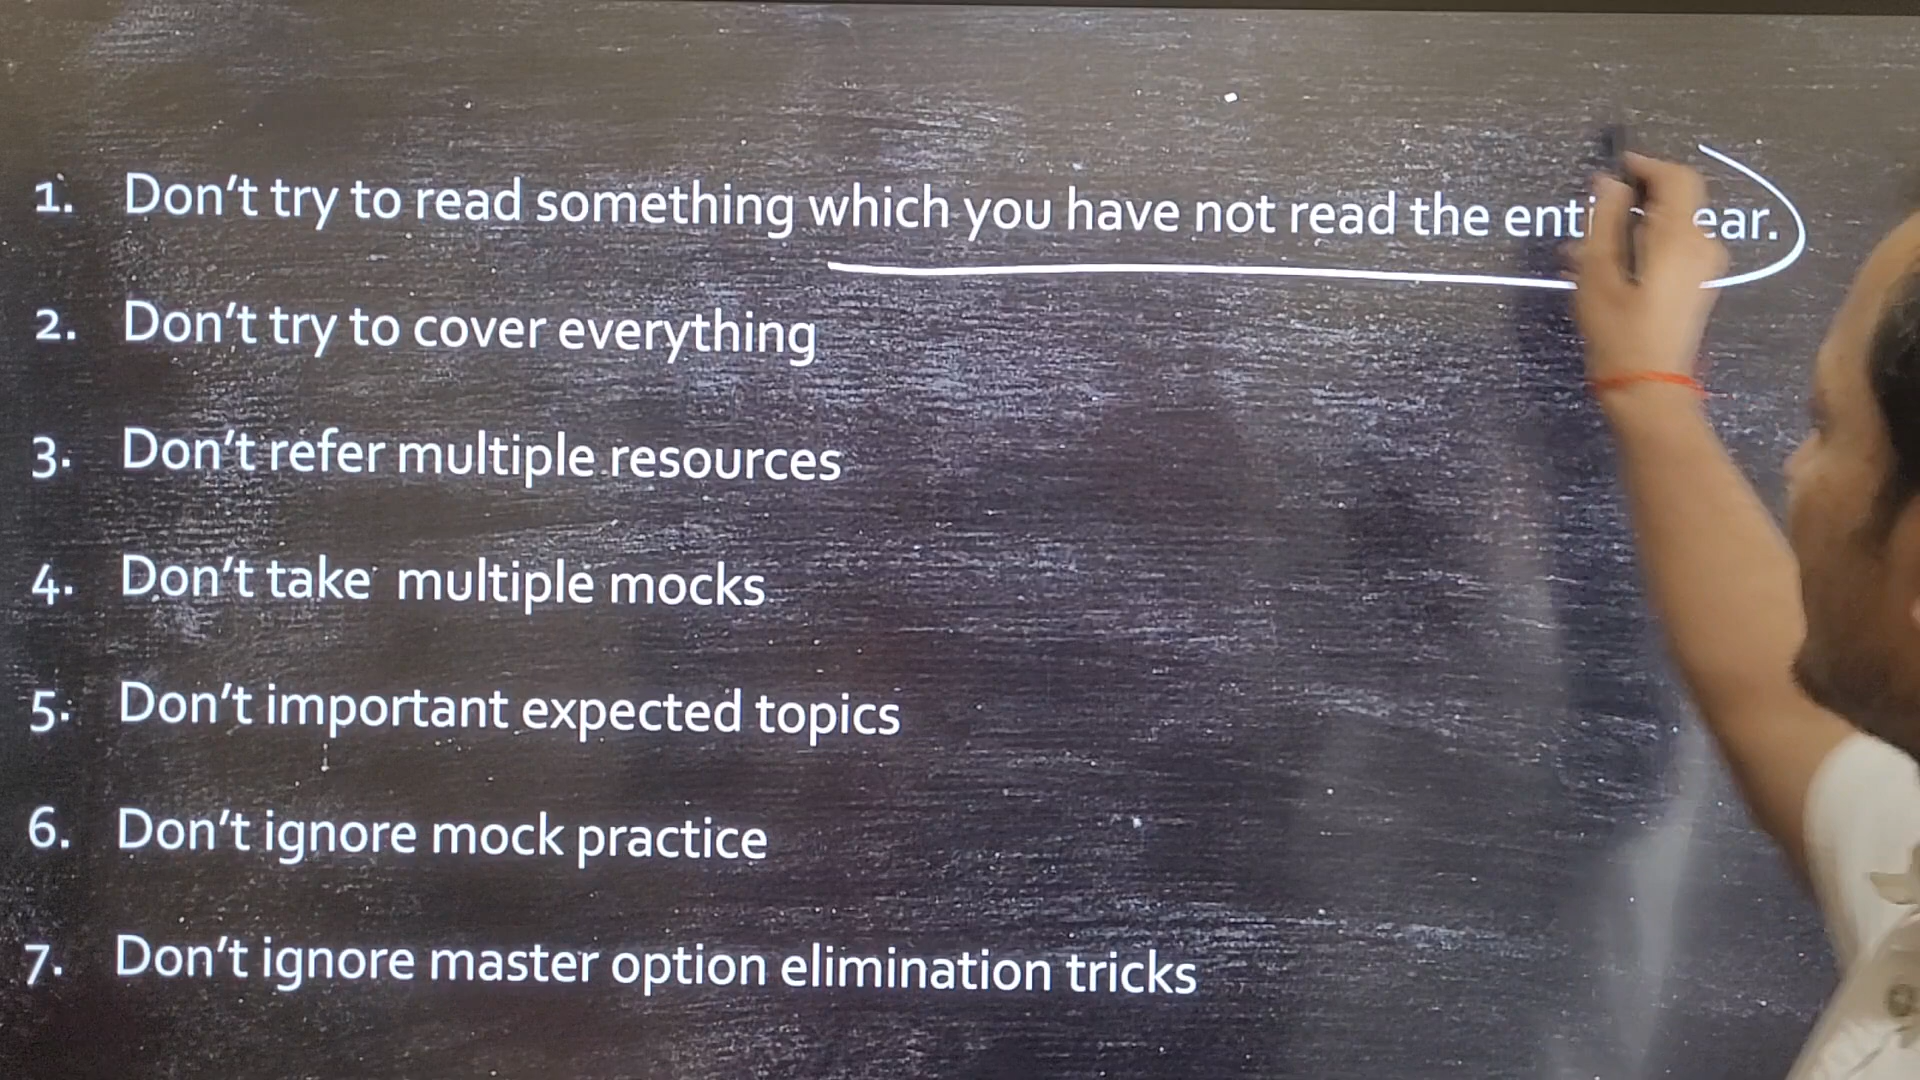 1. Don't try to read something which you have not read the
2. Don't try to cover everything
3. Don't refer multiple resources
4. Don't take multiple mocks
5. Don't important expected topics
6. Don't ignore mock practice
7. Don't ignore master option elimination tricks